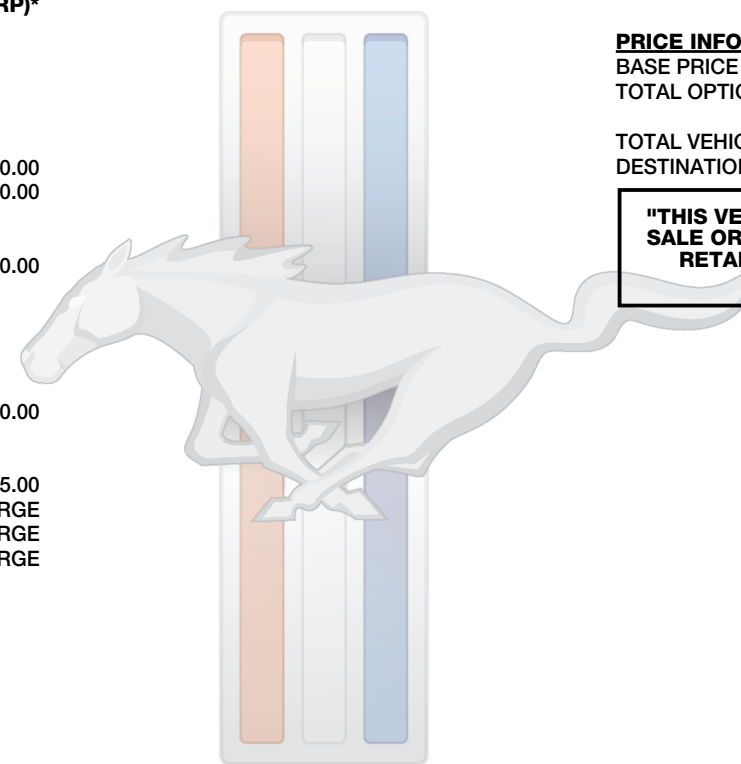 RP)*
0.00
0.00
0.00
0.00
5.00
RGE
RGE
RGE
PRICE INFO
BASE PRICE
TOTAL OPTIO
TOTAL VEHIC
DESTINATION
"THIS VE
SALE OR
RETAI